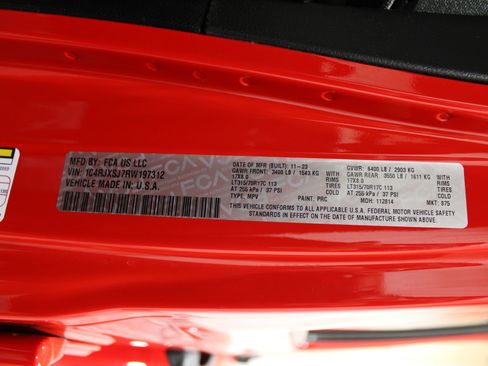 MFD BY: FCA US LLC
VIN: 1C4RJXSJ7RW197312
VEHICLE MADE IN U.S.A.
DATE OF MFR (BUILT): 11-23 GVWR: 6400 LB / 2903 KG
GAWR FRONT: 3400 LB / 1543 KG WITH GAWR REAR: 3550 LB / 1611 KG WITH
17X8.0 RIMS 17X8.0 RIMS
LT315/70R17C 113 TIRES LT315/70R17C 113 TIRES
AT 255 kPa / 37 PSI AT 255 kPa / 37 PSI
TYPE: MPV PAINT: PRC MDH: 112814 MKT: 875
THIS VEHICLE CONFORMS TO ALL APPLICABLE U.S.A. FEDERAL MOTOR VEHICLE SAFETY
STANDARDS IN EFFECT ON THE DATE OF MANUFACTURE SHOWN ABOVE.